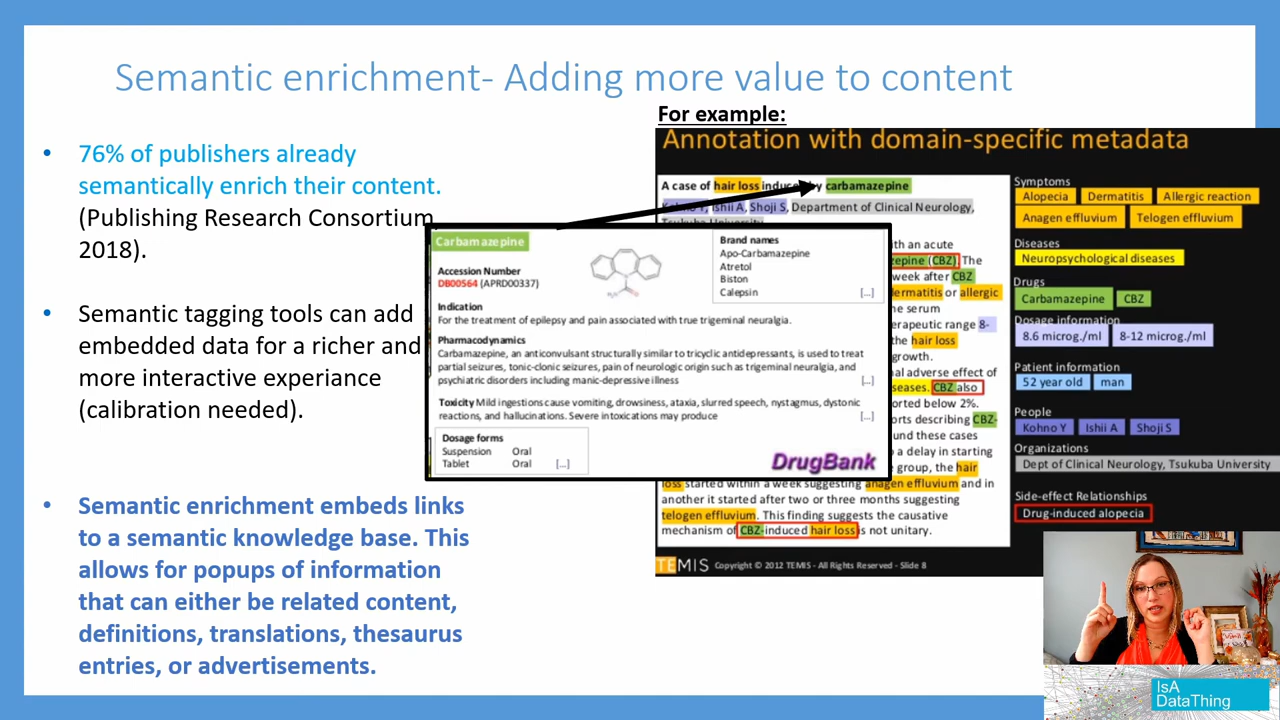 Semantic enrichment- Adding more value to content
• 76% of publishers already
semantically enrich their content.
(Publishing Research Consortium,
2018).
• Semantic tagging tools can add
embedded data for a richer and
more interactive experiance
(calibration needed).
• Semantic enrichment embeds links
to a semantic knowledge base. This
allows for popups of information
that can either be related content,
definitions, translations, thesaurus
entries, or advertisements.
For example:
Annotation with domain-specific metadata
A case of hair loss induced by carbamazepine
Kohno Y, Ishii A, Shoji S, Department of Clinical Neurology,
Tsukuba University
ith an acute
zepine (CBZ). The
week after CBZ
dermatitis or allergic
he serum
erapeutic range 8-
the hair loss
growth.
nal adverse effect of
eases. CBZ also
orted below 2%.
orts describing CBZ-
und these cases
o a delay in starting
group, the hair
loss started within a week suggesting anagen effluvium and in
another it started after two or three months suggesting
telogen effluvium. This finding suggests the causative
mechanism of CBZ-induced hair loss is not unitary.
Carbamazepine
Accession Number
DB00564 (APRD00337)
Brand names
Apo-Carbamazepine
Atretol
Biston
Calepsin [...]
Indication
For the treatment of epilepsy and pain associated with true trigeminal neuralgia.
Pharmacodynamics
Carbamazepine, an anticonvulsant structurally similar to tricyclic antidepressants, is used to treat
partial seizures, tonic-clonic seizures, pain of neurologic origin such as trigeminal neuralgia, and
psychiatric disorders including manic-depressive illness [...]
Toxicity Mild ingestions cause vomiting, drowsiness, ataxia, slurred speech, nystagmus, dystonic
reactions, and hallucinations. Severe intoxications may produce [...]
Dosage forms
Suspension Oral
Tablet Oral [...]
DrugBank
Symptoms
Alopecia Dermatitis Allergic reaction
Anagen effluvium Telogen effluvium
Diseases
Neuropsychological diseases
Drugs
Carbamazepine CBZ
Dosage information
8.6 microg./ml 8-12 microg./ml
Patient information
52 year old man
People
Kohno Y Ishii A Shoji S
Organizations
Dept of Clinical Neurology, Tsukuba University
Side-effect Relationships
Drug-induced alopecia
TEMIS Copyright © 2012 TEMIS - All Rights Reserved - Slide 8
IsA
DataThing